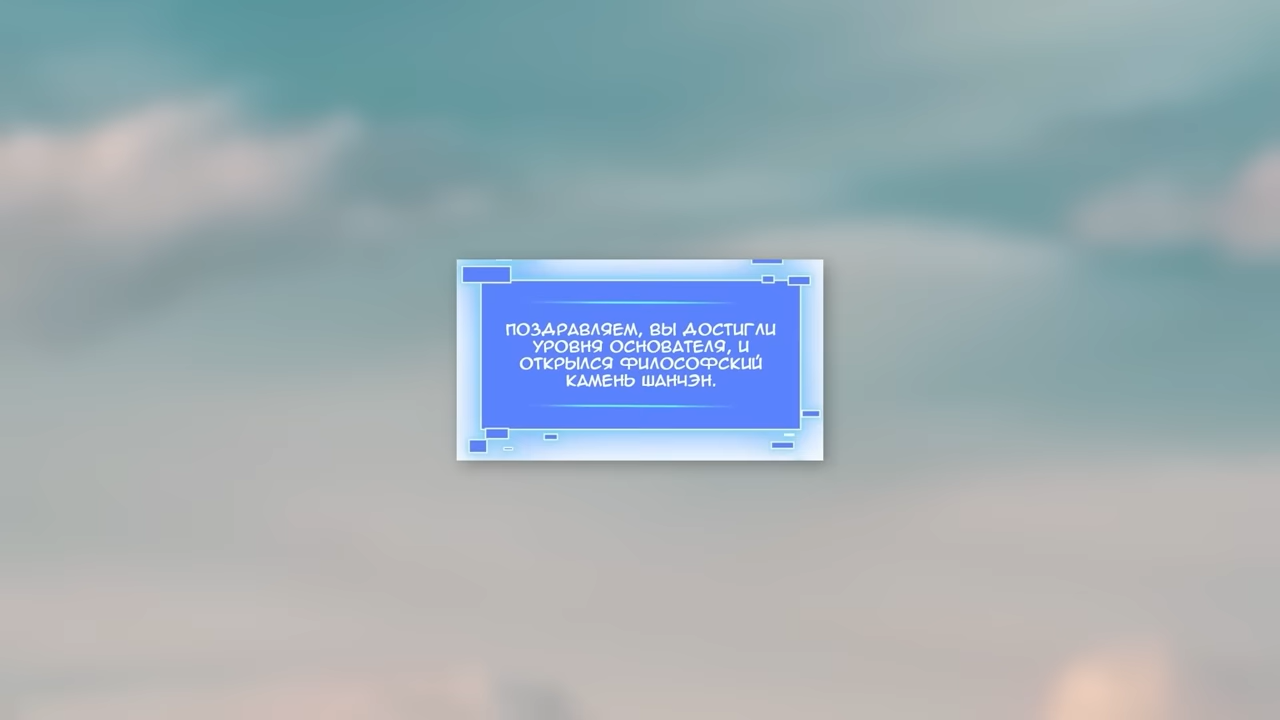 ПОЗДРАВЛЯЕМ, ВЫ ДОСТИГЛИ
УРОВНЯ ОСНОВАТЕЛЯ, И
ОТКРЫЛСЯ ФИЛОСОФСКИЙ
КАМЕНЬ ШАНЧЭН.